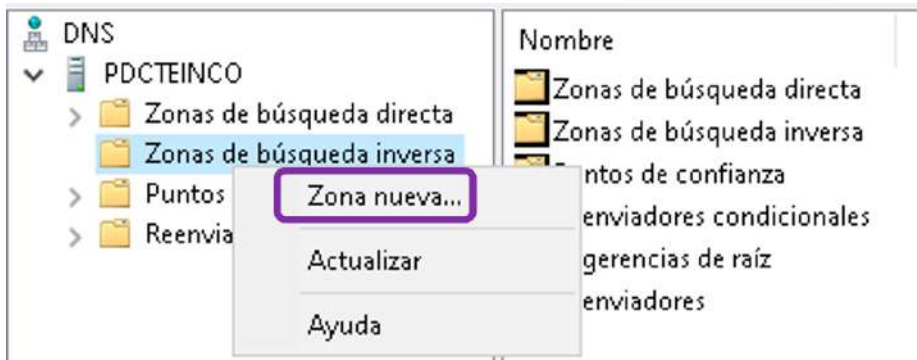 DNS
PDCTEINCO
Zonas de búsqueda directa
Zonas de búsqueda inversa
Puntos
Reenvia
Zona nueva...
Actualizar
Ayuda
Nombre
Zonas de búsqueda directa
Zonas de búsqueda inversa
ntos de confianza
enviadores condicionales
gerencias de raíz
enviadores